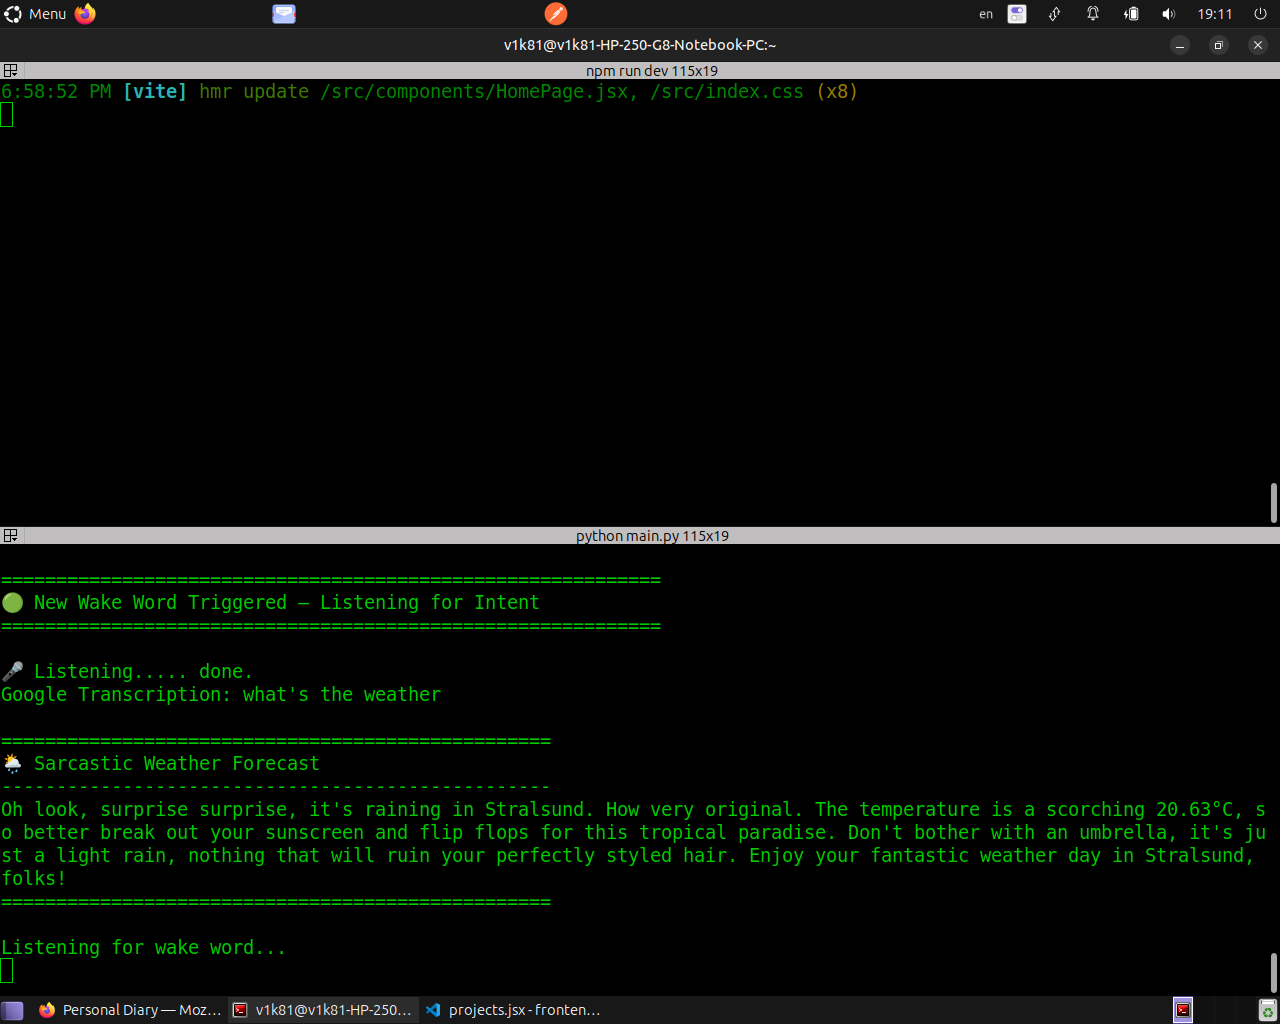 Menu
en
19:11
v1k81@v1k81-HP-250-G8-Notebook-PC:~
npm run dev 115x19
6:58:52 PM [vite] hmr update /src/components/HomePage.jsx, /src/index.css (x8)
python main.py 115x19
============================================================
🟢 New Wake Word Triggered — Listening for Intent
============================================================
🎤 Listening..... done.
Google Transcription: what's the weather
==================================================
🌦 Sarcastic Weather Forecast
--------------------------------------------------
Oh look, surprise surprise, it's raining in Stralsund. How very original. The temperature is a scorching 20.63°C, s
o better break out your sunscreen and flip flops for this tropical paradise. Don't bother with an umbrella, it's ju
st a light rain, nothing that will ruin your perfectly styled hair. Enjoy your fantastic weather day in Stralsund,
folks!
==================================================
Listening for wake word...
Personal Diary — Moz...
v1k81@v1k81-HP-250...
projects.jsx - fronten...